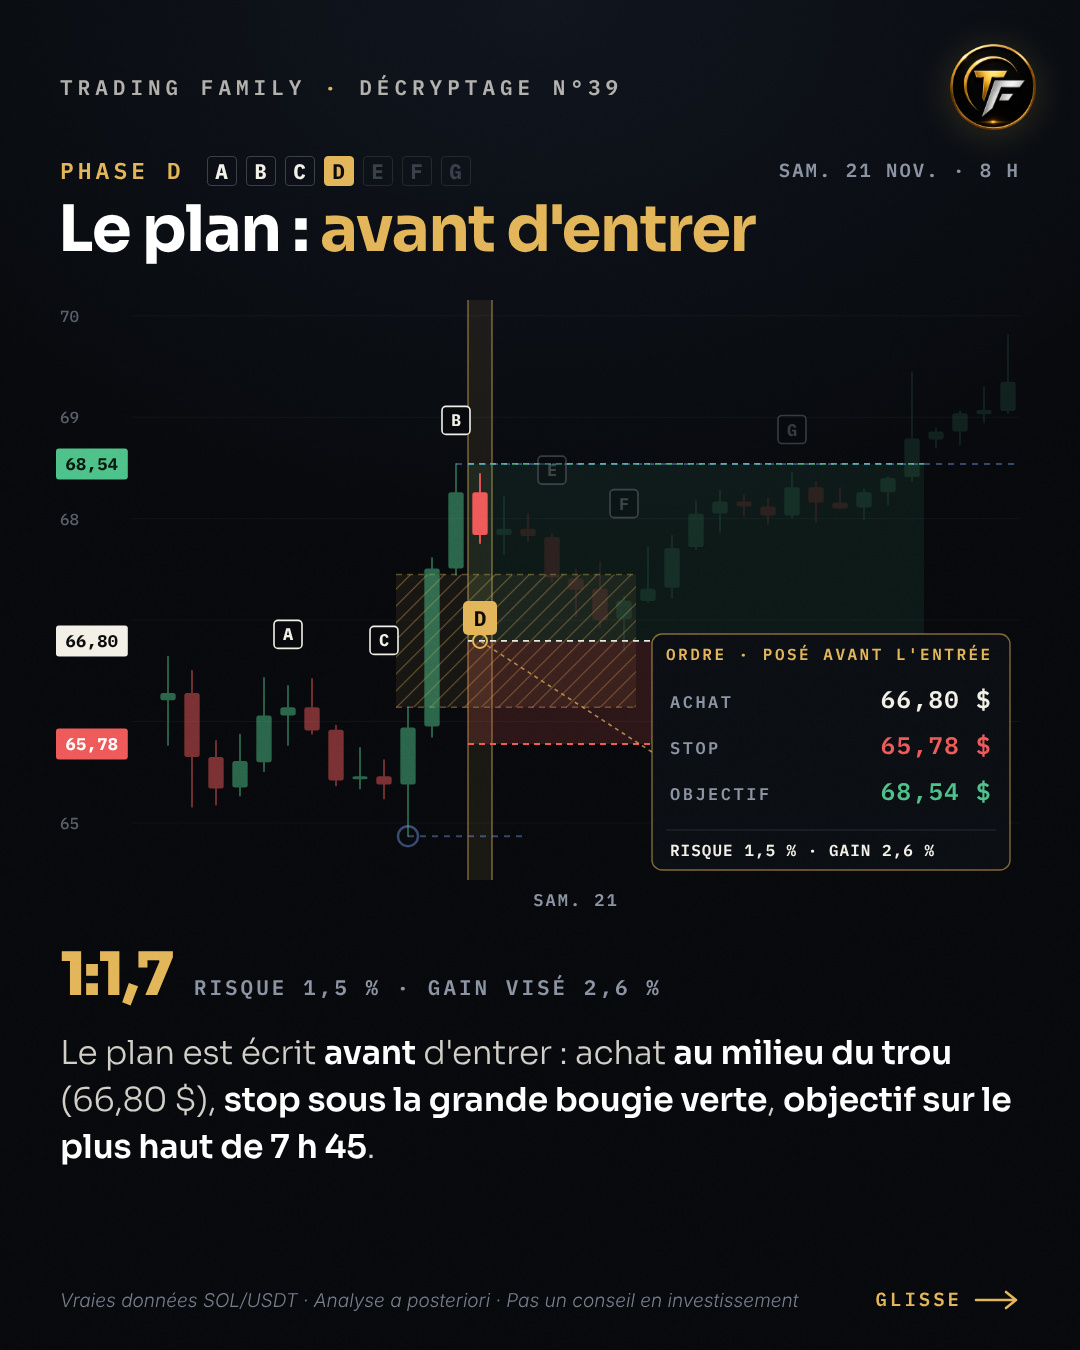 TRADING FAMILY · DÉCRYPTAGE N°39
TF
PHASE D A B C D E F G
SAM. 21 NOV. · 8 H
Le plan : avant d'entrer
70
69
68,54
68
66,80
65,78
65
B
E
G
F
A
C
D
ORDRE · POSÉ AVANT L'ENTRÉE
ACHAT 66,80 $
STOP 65,78 $
OBJECTIF 68,54 $
RISQUE 1,5 % · GAIN 2,6 %
SAM. 21
1:1,7 RISQUE 1,5 % · GAIN VISÉ 2,6 %
Le plan est écrit avant d'entrer : achat au milieu du trou
(66,80 $), stop sous la grande bougie verte, objectif sur le
plus haut de 7 h 45.
Vraies données SOL/USDT · Analyse a posteriori · Pas un conseil en investissement
GLISSE